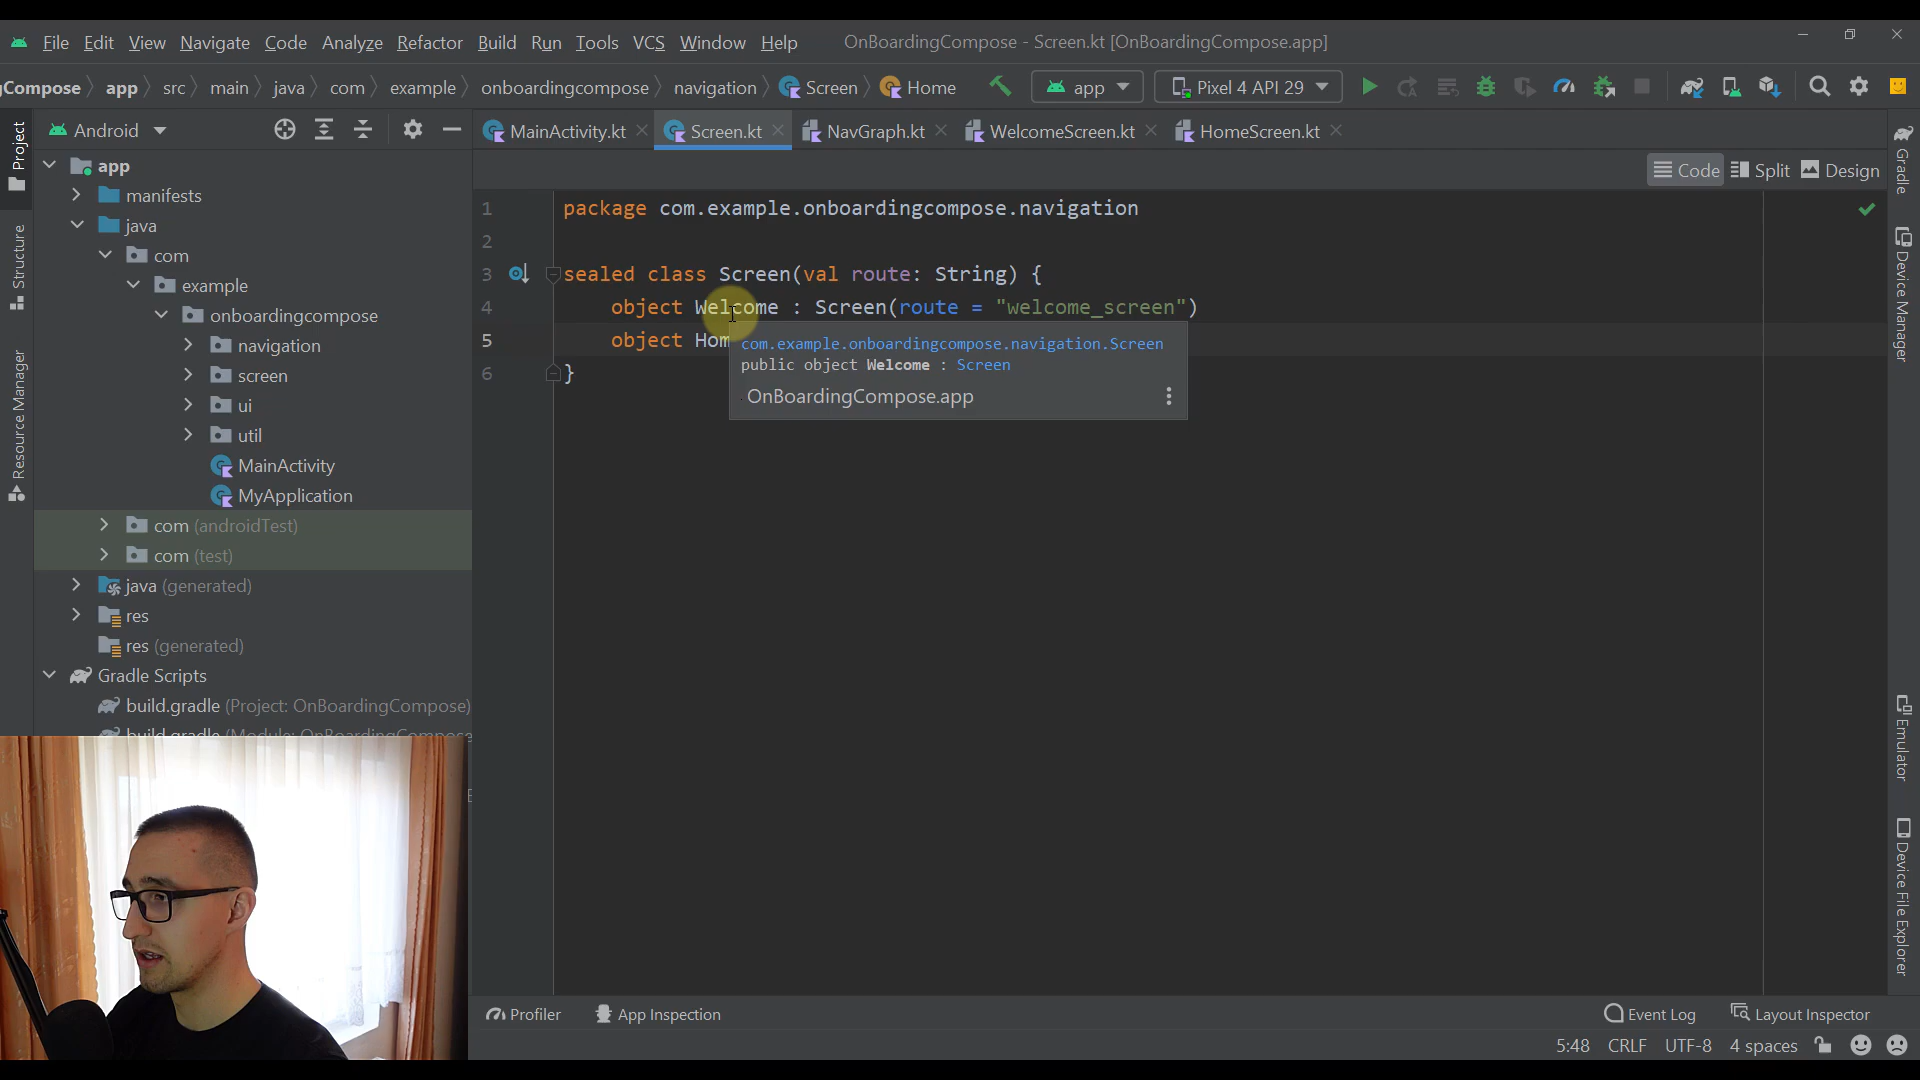 File Edit View Navigate Code Analyze Refactor Build Run Tools VCS Window Help OnBoardingCompose - Screen.kt [OnBoardingCompose.app]
Compose app src main java com example onboardingcompose navigation Screen Home app Pixel 4 API 29
Project
Structure
Resource Manager
Android
app
manifests
java
com
example
onboardingcompose
navigation
screen
ui
util
MainActivity
MyApplication
com (androidTest)
com (test)
java (generated)
res
res (generated)
Gradle Scripts
build.gradle (Project: OnBoardingCompose)
build.gradle (Module: OnBoardingCompose
MainActivity.kt Screen.kt NavGraph.kt WelcomeScreen.kt HomeScreen.kt
Code Split Design
1 package com.example.onboardingcompose.navigation
2
3 sealed class Screen(val route: String) {
4 object Welcome : Screen(route = "welcome_screen")
5 object Hom
6 }
com.example.onboardingcompose.navigation.Screen
public object Welcome : Screen
OnBoardingCompose.app
Gradle
Device Manager
Emulator
Device File Explorer
Profiler App Inspection Event Log Layout Inspector
5:48 CRLF UTF-8 4 spaces